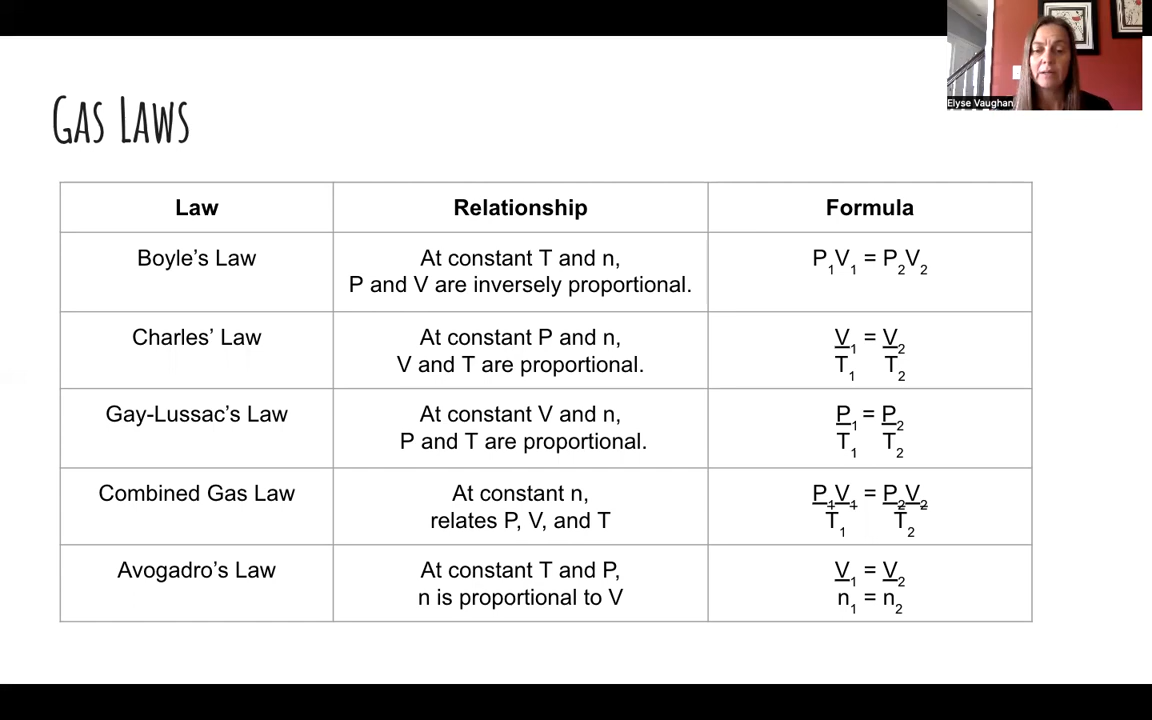 Elyse Vaughan
Gas Laws
Law Relationship Formula
Boyle's Law At constant T and n, P₁V₁ = P₂V₂
P and V are inversely proportional.
Charles' Law At constant P and n, V₁ = V₂
V and T are proportional. T₁ T₂
Gay-Lussac's Law At constant V and n, P₁ = P₂
P and T are proportional. T₁ T₂
Combined Gas Law At constant n, P₁V₁ = P₂V₂
relates P, V, and T T₁ T₂
Avogadro's Law At constant T and P, V₁ = V₂
n is proportional to V n₁ = n₂